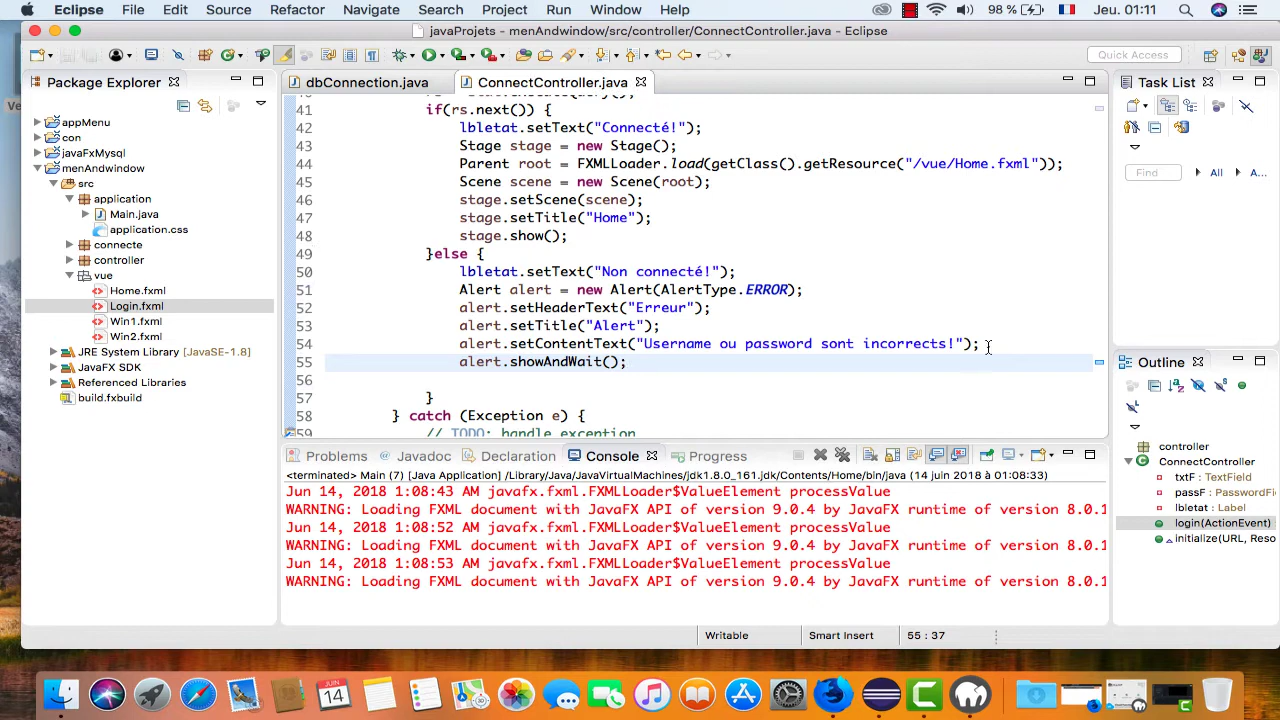 Eclipse File Edit Source Refactor Navigate Search Project Run Window Help 98 % Jeu. 01:11
javaProjets - menAndwindow/src/controller/ConnectController.java - Eclipse
Quick Access
Package Explorer
appMenu
con
javaFxMysql
menAndwindow
src
application
Main.java
application.css
connecte
controller
vue
Home.fxml
Login.fxml
Win1.fxml
Win2.fxml
JRE System Library [JavaSE-1.8]
JavaFX SDK
Referenced Libraries
build.fxbuild
dbConnection.java ConnectController.java
41 if(rs.next()) {
42 lbletat.setText("Connecté!");
43 Stage stage = new Stage();
44 Parent root = FXMLLoader.load(getClass().getResource("/vue/Home.fxml"));
45 Scene scene = new Scene(root);
46 stage.setScene(scene);
47 stage.setTitle("Home");
48 stage.show();
49 }else {
50 lbletat.setText("Non connecté!");
51 Alert alert = new Alert(AlertType.ERROR);
52 alert.setHeaderText("Erreur");
53 alert.setTitle("Alert");
54 alert.setContentText("Username ou password sont incorrects!");
55 alert.showAndWait();
56
57 }
58 } catch (Exception e) {
59 // TODO: handle exception
Problems Javadoc Declaration Console Progress
<terminated> Main (7) [Java Application] /Library/Java/JavaVirtualMachines/jdk1.8.0_161.jdk/Contents/Home/bin/java (14 juin 2018 à 01:08:33)
Jun 14, 2018 1:08:43 AM javafx.fxml.FXMLLoader$ValueElement processValue
WARNING: Loading FXML document with JavaFX API of version 9.0.4 by JavaFX runtime of version 8.0.1
Jun 14, 2018 1:08:52 AM javafx.fxml.FXMLLoader$ValueElement processValue
WARNING: Loading FXML document with JavaFX API of version 9.0.4 by JavaFX runtime of version 8.0.1
Jun 14, 2018 1:08:53 AM javafx.fxml.FXMLLoader$ValueElement processValue
WARNING: Loading FXML document with JavaFX API of version 9.0.4 by JavaFX runtime of version 8.0.1
Task List
Find All A...
Outline
controller
ConnectController
txtF : TextField
passF : PasswordFi
lbletat : Label
login(ActionEvent)
initialize(URL, Reso
Writable Smart Insert 55 : 37
JUIN
14